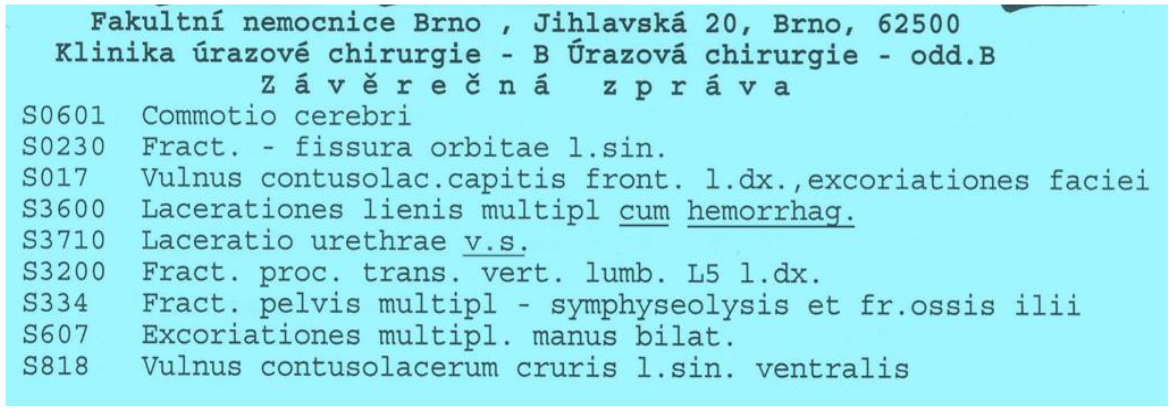 Fakultní nemocnice Brno , Jihlavská 20, Brno, 62500
Klinika úrazové chirurgie - B Úrazová chirurgie - odd.B
Z á v ě r e č n á   z p r á v a
S0601 Commotio cerebri
S0230 Fract. - fissura orbitae l.sin.
S017 Vulnus contusolac.capitis front. l.dx.,excoriationes faciei
S3600 Lacerationes lienis multipl cum hemorrhag.
S3710 Laceratio urethrae v.s.
S3200 Fract. proc. trans. vert. lumb. L5 l.dx.
S334 Fract. pelvis multipl - symphyseolysis et fr.ossis ilii
S607 Excoriationes multipl. manus bilat.
S818 Vulnus contusolacerum cruris l.sin. ventralis